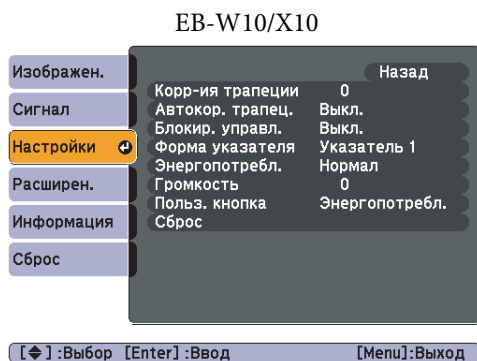 EB-W10/X10
Изображен.
Сигнал
Настройки
Расширен.
Информация
Сброс
Назад
Корр-ия трапеции 0
Автокор. трапец. Выкл.
Блокир. управл. Выкл.
Форма указателя Указатель 1
Энергопотребл. Нормал
Громкость 0
Польз. кнопка Энергопотребл.
Сброс
[◆] :Выбор [Enter] :Ввод [Menu]:Выход